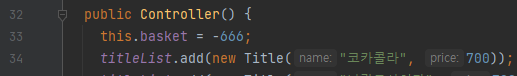 32 public Controller() {
33 this.basket = -666;
34 titleList.add(new Title( name: "코카콜라", price: 700));